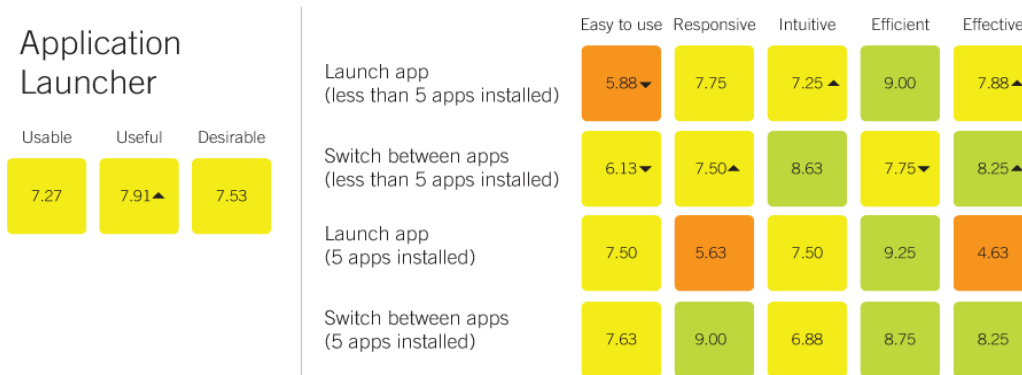 Application
Launcher
Usable Useful Desirable
7.27 7.91▲ 7.53
Easy to use Responsive Intuitive Efficient Effective
Launch app
(less than 5 apps installed)
5.88▼ 7.75 7.25▲ 9.00 7.88▲
Switch between apps
(less than 5 apps installed)
6.13▼ 7.50▲ 8.63 7.75▼ 8.25▲
Launch app
(5 apps installed)
7.50 5.63 7.50 9.25 4.63
Switch between apps
(5 apps installed)
7.63 9.00 6.88 8.75 8.25